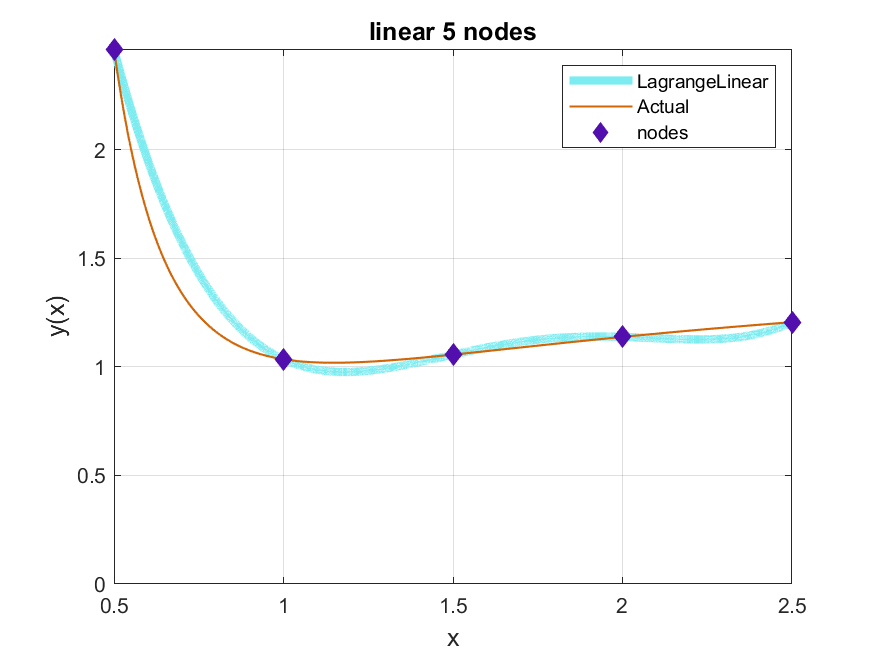 linear 5 nodes
LagrangeLinear
Actual
nodes
2
1.5
1
0.5
0
y(x)
0.5 1 1.5 2 2.5
x